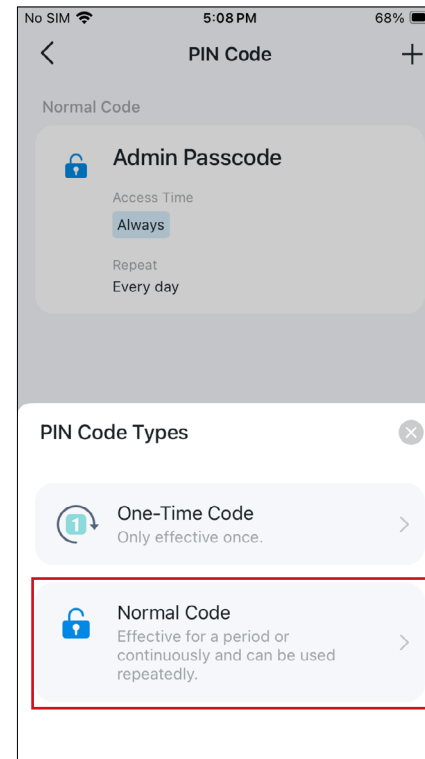 No SIM 5:08 PM 68%
PIN Code
Normal Code
Admin Passcode
Access Time
Always
Repeat
Every day
PIN Code Types
1
One-Time Code
Only effective once.
Normal Code
Effective for a period or
continuously and can be used
repeatedly.